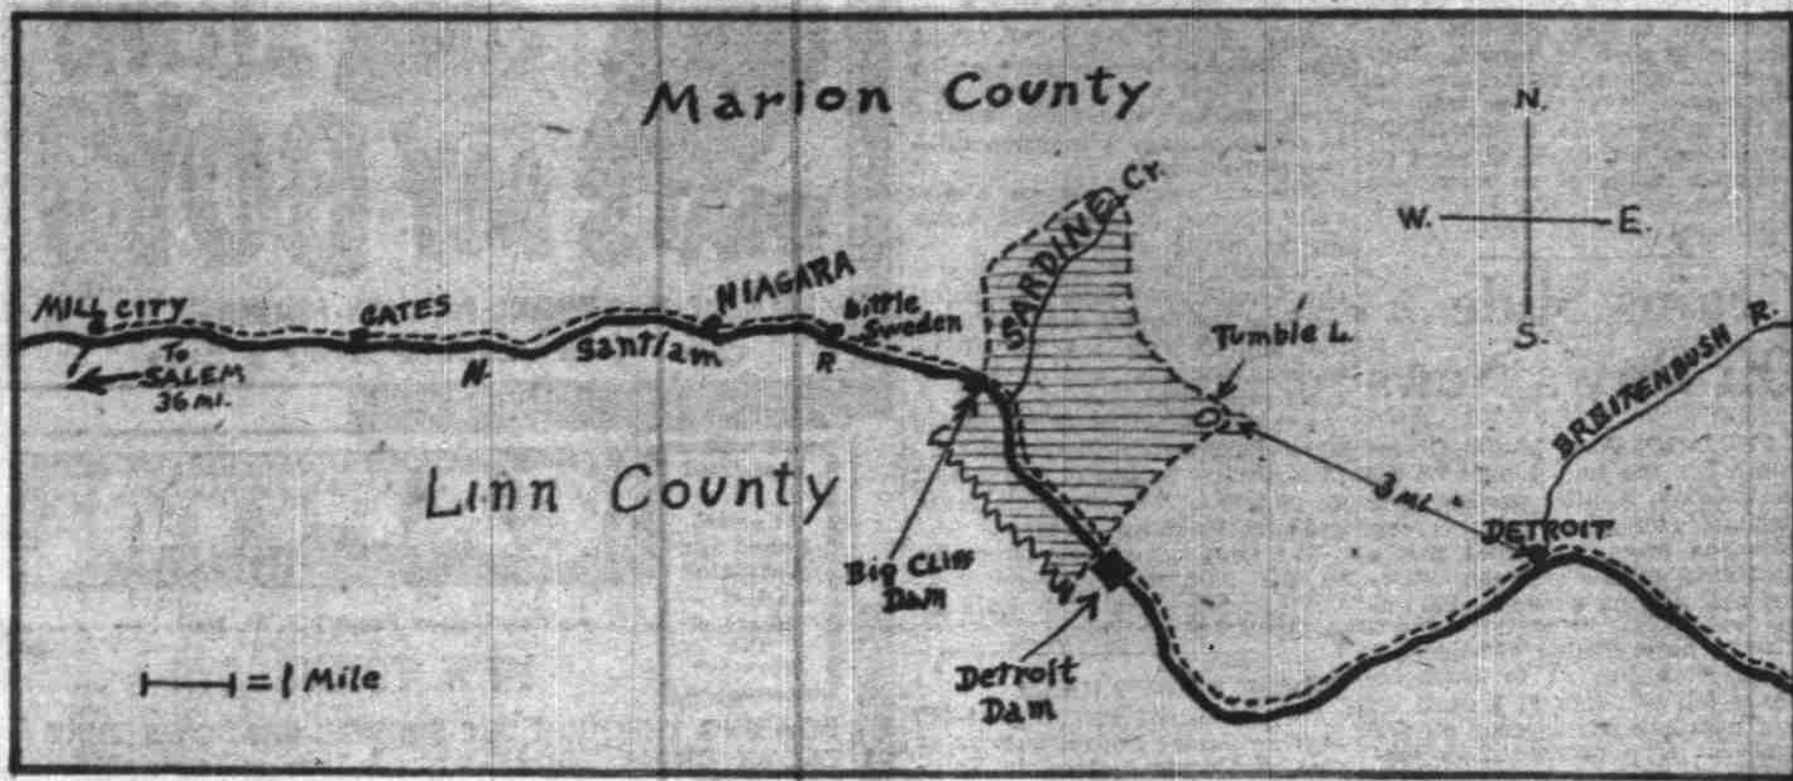 Marion County
N.
W.
E.
S.
SARDINE Cr.
MILL CITY
GATES
NIAGARA
Little
Sweden
Tumble L.
BREITENBUSH R.
To
SALEM
36 mi.
N.
Santiam
R
3 mi.
DETROIT
Linn County
Big Cliff
Dam
Detroit
Dam
= 1 Mile